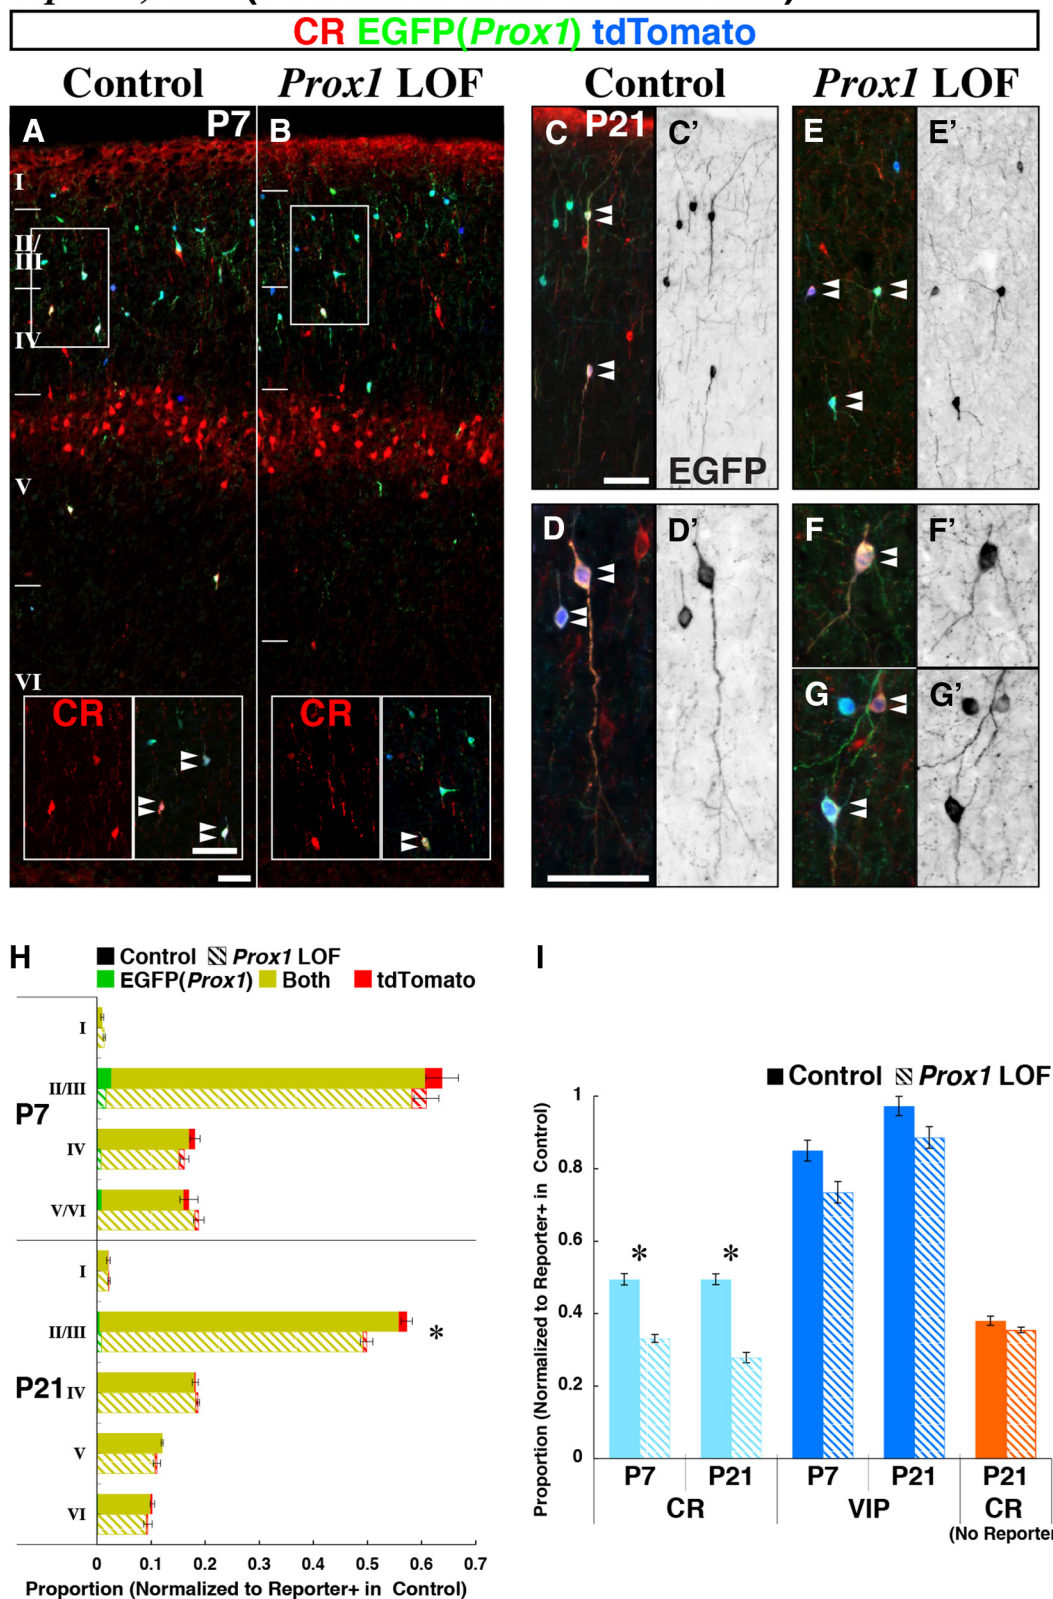 CR EGFP(Prox1) tdTomato
Control Prox1 LOF Control Prox1 LOF
A P7 B C P21 C' E E'
I
II/
III
IV
V
VI
EGFP
D D' F F'
G G'
CR CR
H
Control Prox1 LOF
EGFP(Prox1) Both tdTomato
P7
I
II/III
IV
V/VI
P21
I
II/III *
IV
V
VI
0 0.1 0.2 0.3 0.4 0.5 0.6 0.7
Proportion (Normalized to Reporter+ in Control)
I
Control Prox1 LOF
Proportion (Normalized to Reporter+ in Control)
1
0.8
0.6
0.4
0.2
0
* *
P7 P21 P7 P21 P21
CR VIP CR
(No Reporter